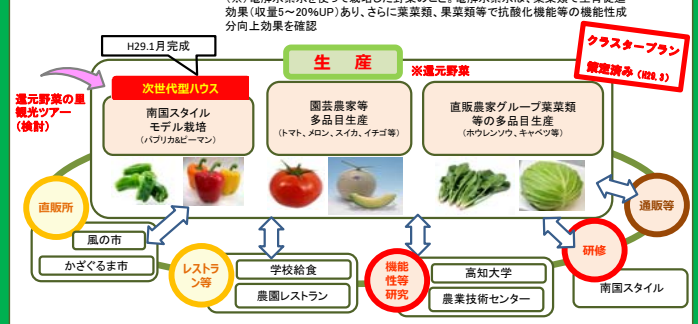 (※)電解水素水を使って栽培した野菜のこと。電解水素水は、葉菜類で生育促進
効果(収量5~20%UP)あり、さらに葉菜類、果菜類等で抗酸化機能等の機能性成
分向上効果を確認
H29.1月完成
生 産
※還元野菜
クラスタープラン
策定済み(H29.3)
還元野菜の里
観光ツアー
(検討)
次世代型ハウス
南国スタイル
モデル栽培
(パプリカ&ピーマン)
園芸農家等
多品目生産
(トマト、メロン、スイカ、イチゴ等)
直販農家グループ葉菜類
等の多品目生産
(ホウレンソウ、キャベツ等)
直販所
風の市
かざぐるま市
レストラ
ン等
学校給食
農園レストラン
機能
性等
研究
高知大学
農業技術センター
研修
南国スタイル
通販等